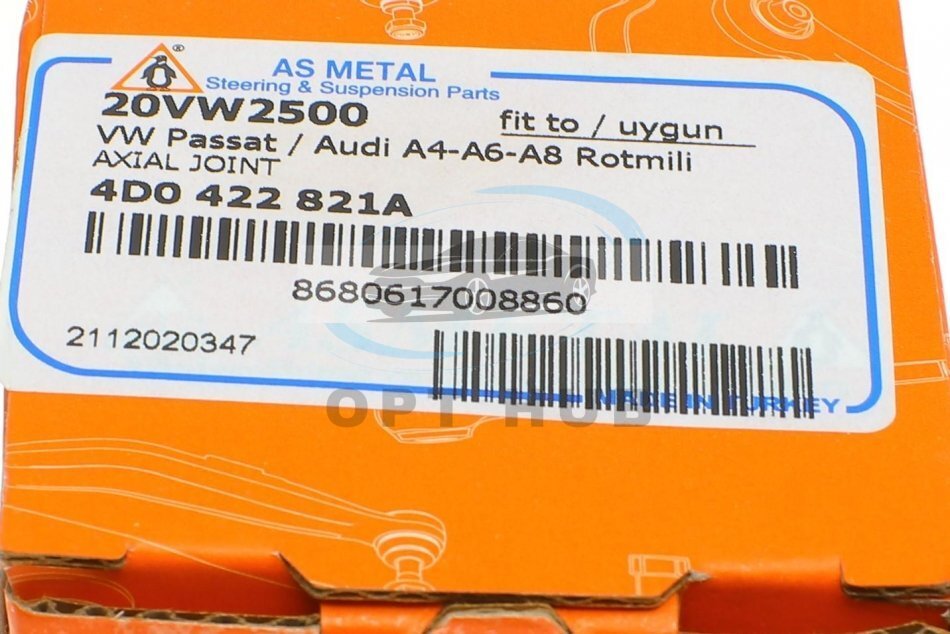 ®
AS METAL
Steering & Suspension Parts
20VW2500
fit to / uygun
VW Passat / Audi A4-A6-A8 Rotmili
AXIAL JOINT
4D0 422 821A
8680617008860
2112020347
MADE IN TURKEY
OPT HUB